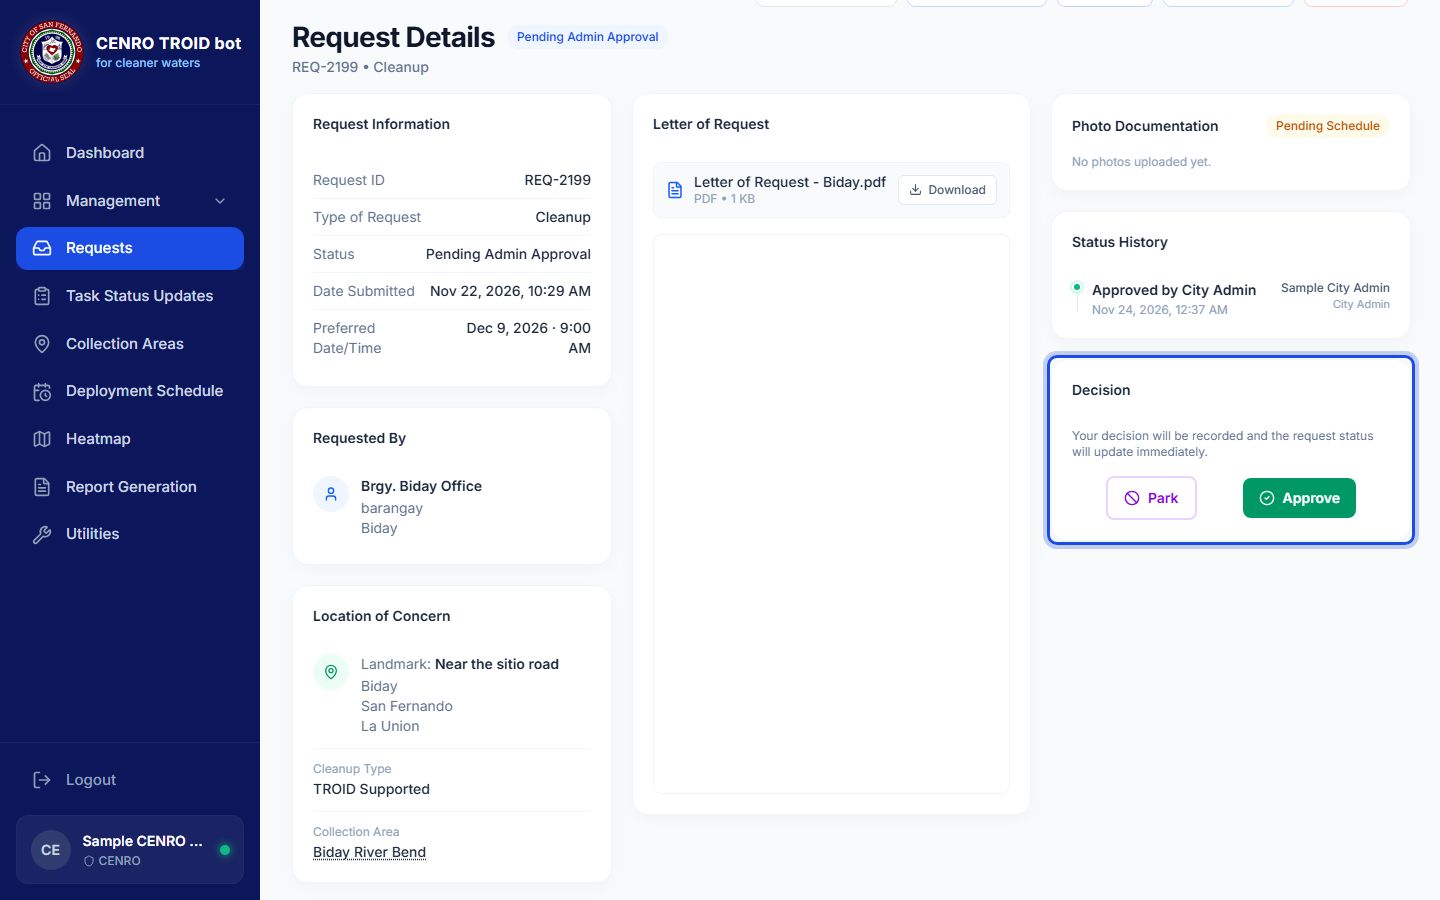 CITY OF SAN FERNANDO
OFFICIAL SEAL
CENRO TROID bot
for cleaner waters
Dashboard
Management
Requests
Task Status Updates
Collection Areas
Deployment Schedule
Heatmap
Report Generation
Utilities
Logout
CE
Sample CENRO ...
CENRO
Request Details
Pending Admin Approval
REQ-2199 • Cleanup
Request Information
Request ID REQ-2199
Type of Request Cleanup
Status Pending Admin Approval
Date Submitted Nov 22, 2026, 10:29 AM
Preferred Dec 9, 2026 · 9:00
Date/Time AM
Requested By
Brgy. Biday Office
barangay
Biday
Location of Concern
Landmark: Near the sitio road
Biday
San Fernando
La Union
Cleanup Type
TROID Supported
Collection Area
Biday River Bend
Letter of Request
Letter of Request - Biday.pdf
PDF • 1 KB
Download
Photo Documentation
Pending Schedule
No photos uploaded yet.
Status History
Approved by City Admin
Nov 24, 2026, 12:37 AM
Sample City Admin
City Admin
Decision
Your decision will be recorded and the request status
will update immediately.
Park
Approve